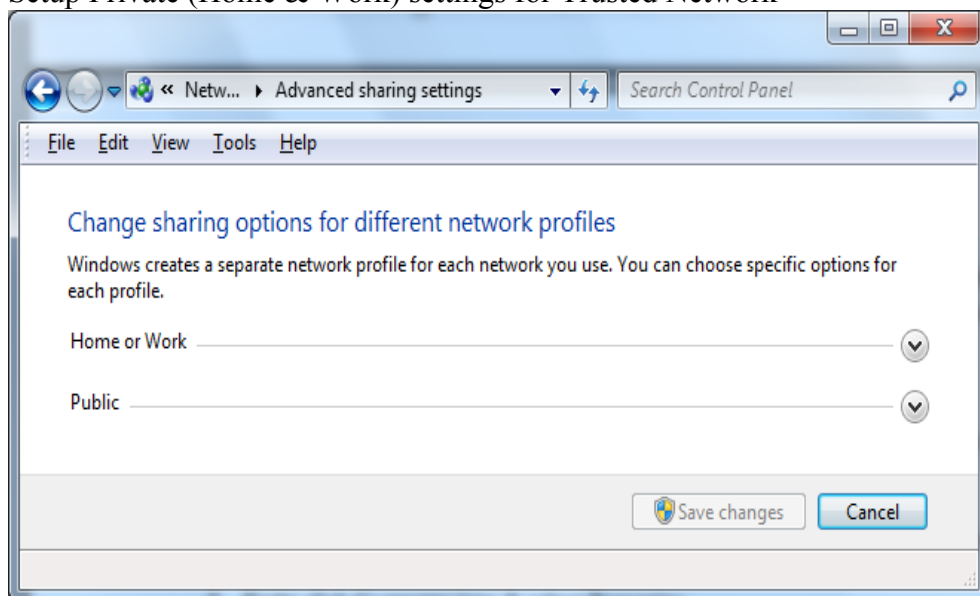 Setup Private (Home & Work) settings for Trusted Network
« Netw... ▸ Advanced sharing settings
Search Control Panel
File Edit View Tools Help
Change sharing options for different network profiles
Windows creates a separate network profile for each network you use. You can choose specific options for
each profile.
Home or Work
Public
Save changes Cancel